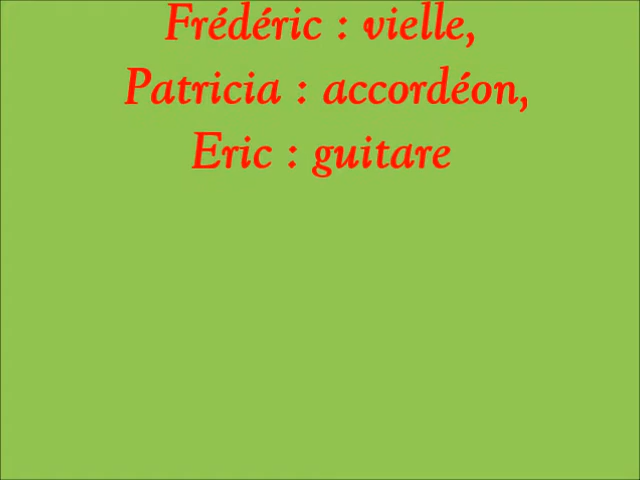 Frédéric : vielle,
Patricia : accordéon,
Eric : guitare